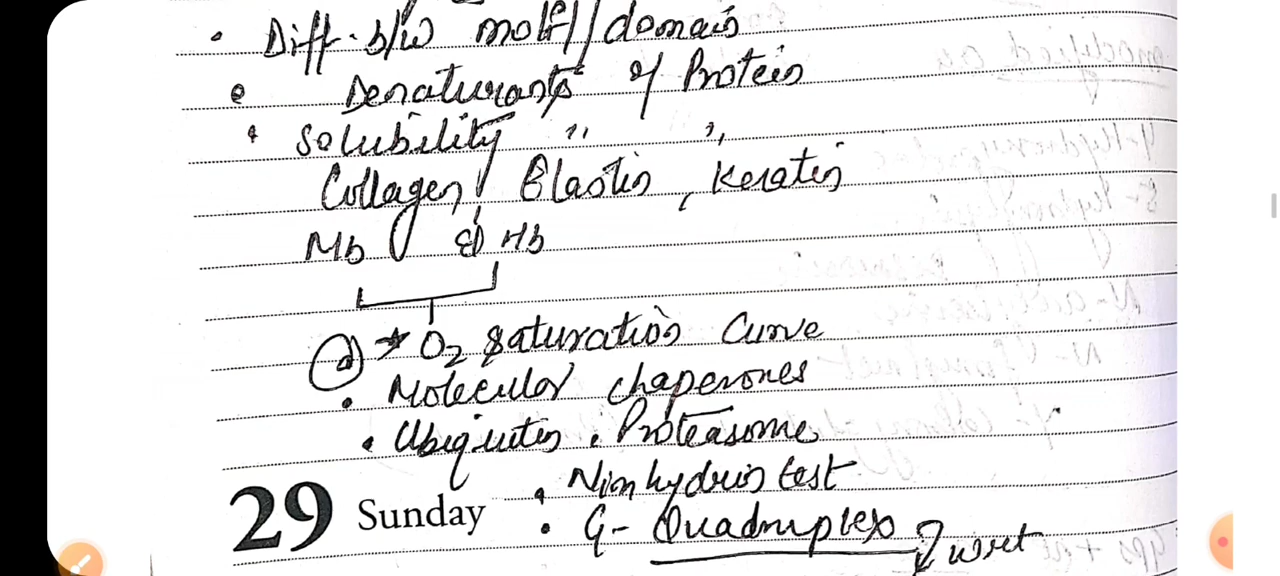 • Diff. b/w motif/domain
• Denaturants of Protein
• Solubility " "
Collagen, Elastin, Keratin
Mb & Hb
→ O2 saturation curve
• Molecular chaperones
• Ubiquitin • Proteasome
• Ninhydrin test
29 Sunday
• G-Quadruplex